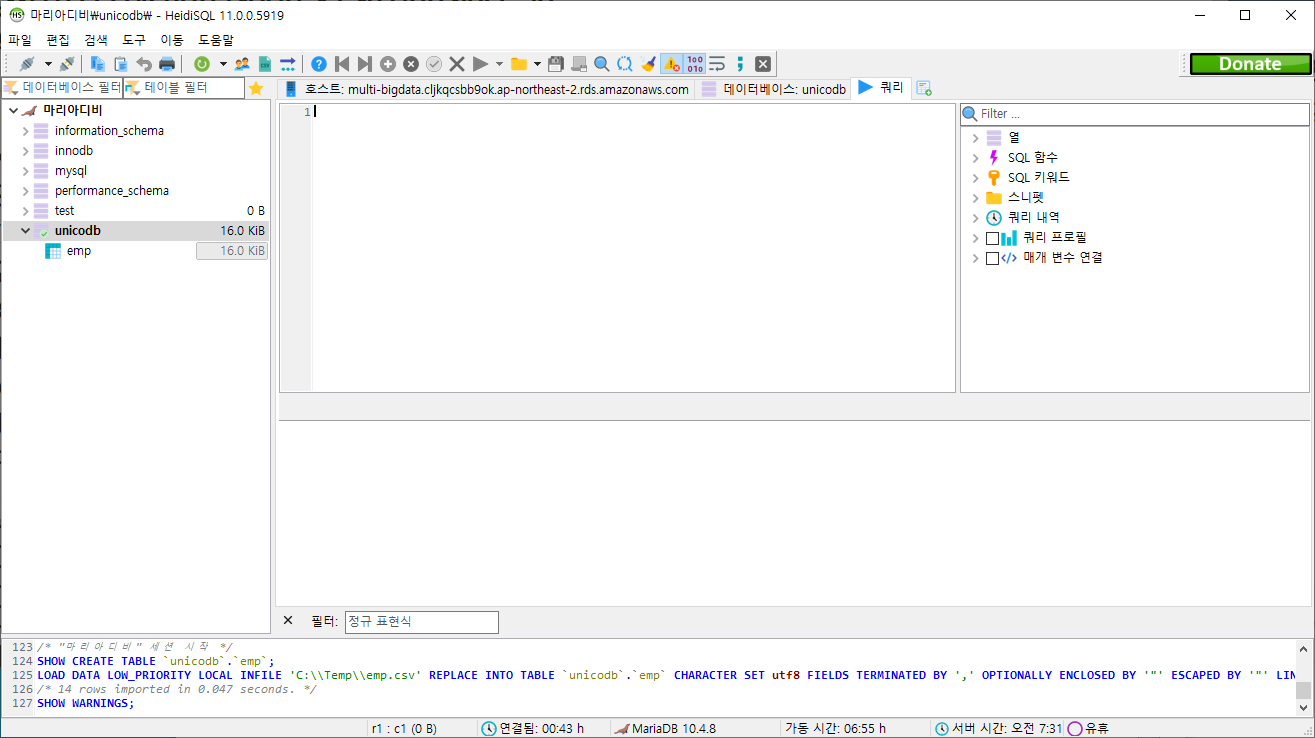 마리아디비\unicodb\ - HeidiSQL 11.0.0.5919
파일 편집 검색 도구 이동 도움말
Donate
데이터베이스 필터 테이블 필터
호스트: multi-bigdata.cljkqcsbb9ok.ap-northeast-2.rds.amazonaws.com 데이터베이스: unicodb 쿼리
마리아디비
information_schema
innodb
mysql
performance_schema
test 0 B
unicodb 16.0 KiB
emp 16.0 KiB
1
Filter ...
열
SQL 함수
SQL 키워드
스니펫
쿼리 내역
쿼리 프로필
매개 변수 연결
필터: 정규 표현식
123 /* "마리아디비" 세션 시작 */
124 SHOW CREATE TABLE `unicodb`.`emp`;
125 LOAD DATA LOW_PRIORITY LOCAL INFILE 'C:\\Temp\\emp.csv' REPLACE INTO TABLE `unicodb`.`emp` CHARACTER SET utf8 FIELDS TERMINATED BY ',' OPTIONALLY ENCLOSED BY '"' ESCAPED BY '"' LIN
126 /* 14 rows imported in 0.047 seconds. */
127 SHOW WARNINGS;
r1 : c1 (0 B) 연결됨: 00:43 h MariaDB 10.4.8 가동 시간: 06:55 h 서버 시간: 오전 7:31 유휴